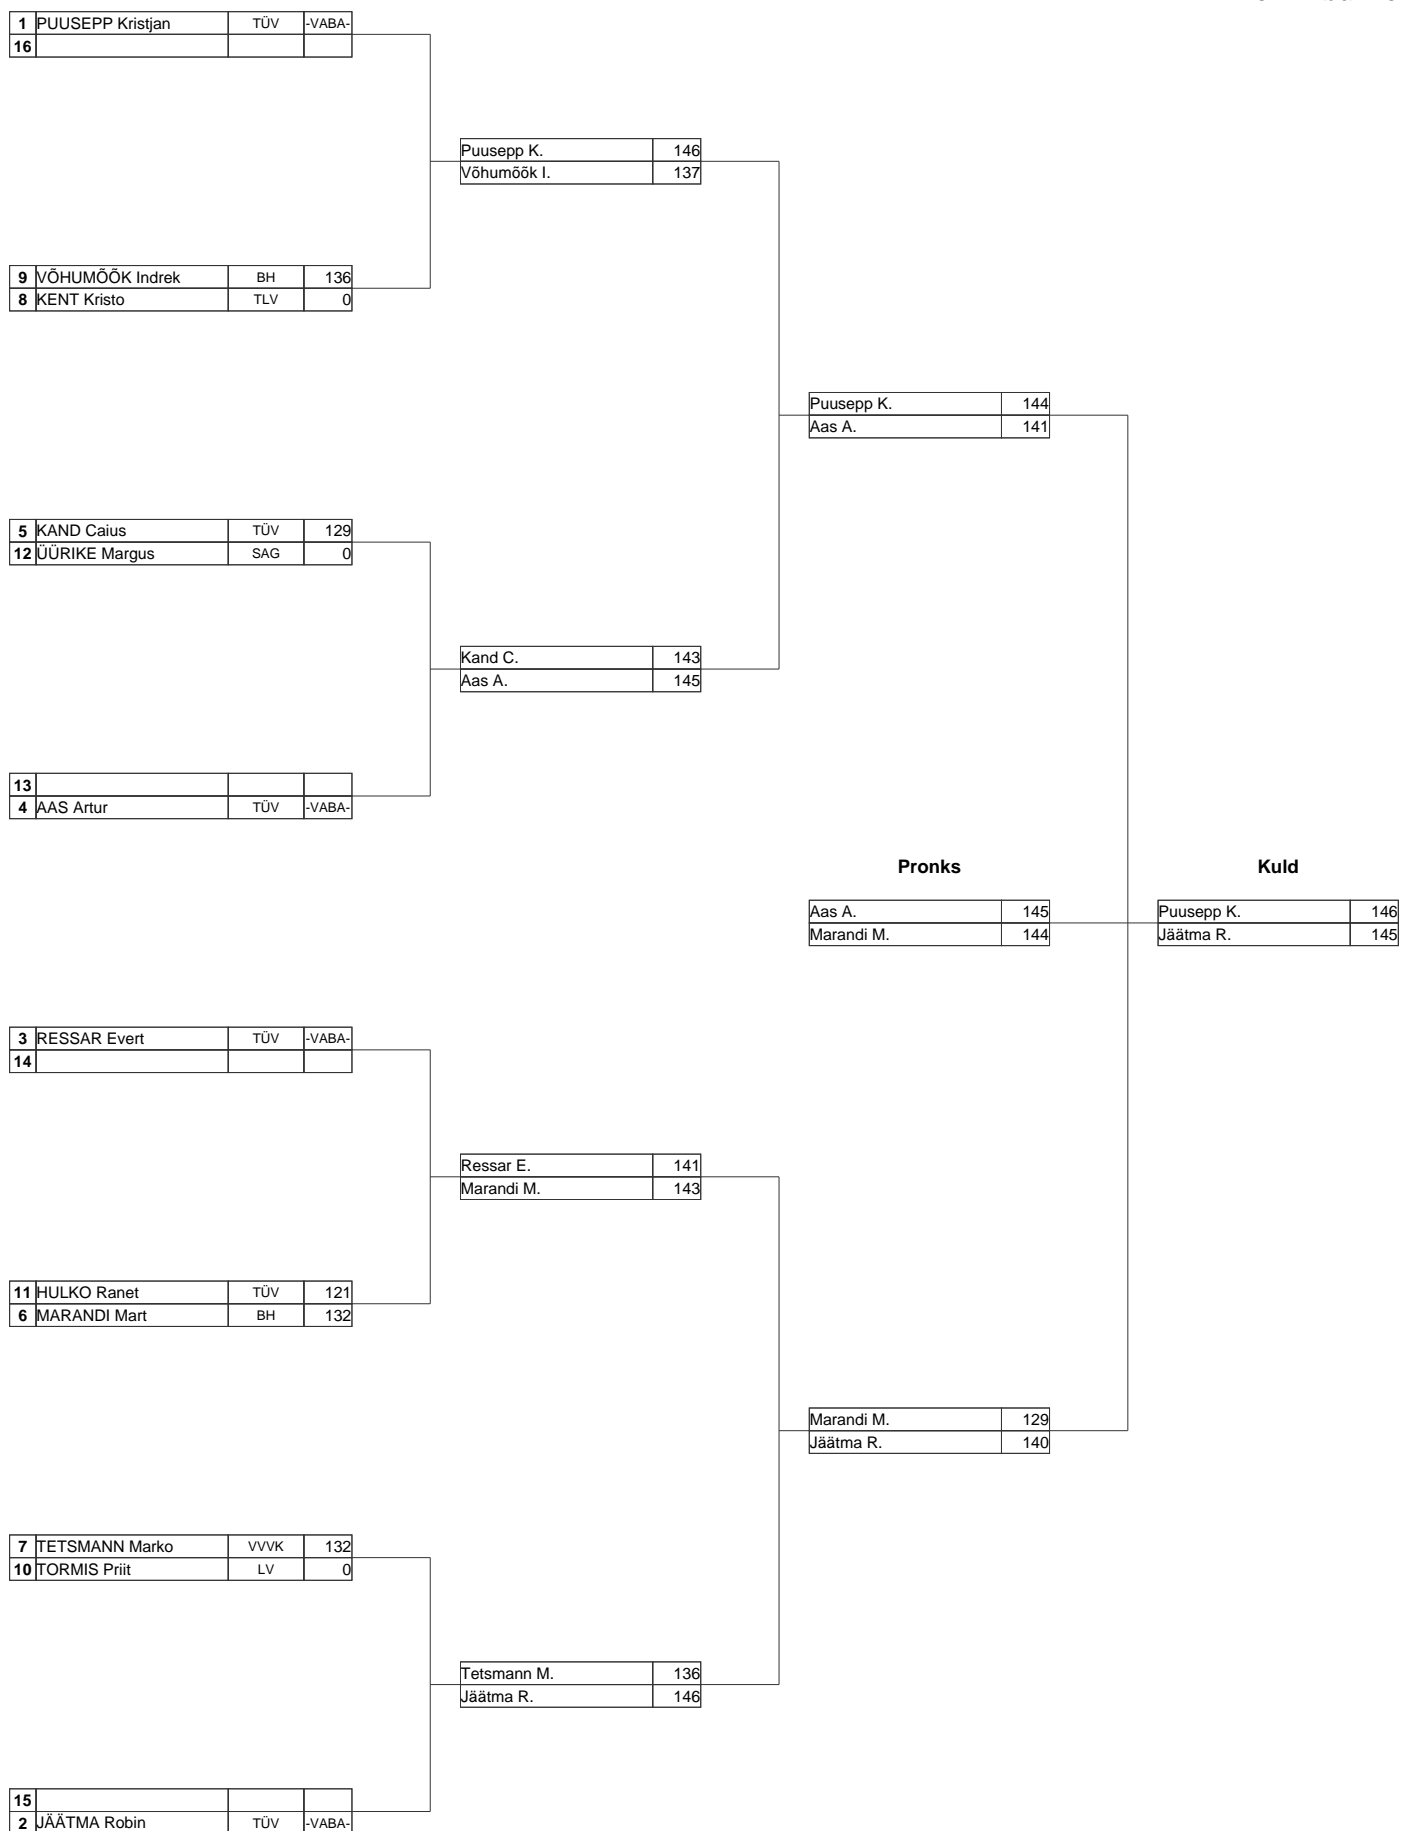 1 PUUSEPP Kristjan TÜV -VABA-
16
Puusepp K. 146
Võhumõõk I. 137
9 VÕHUMÕÕK Indrek BH 136
8 KENT Kristo TLV 0
Puusepp K. 144
Aas A. 141
5 KAND Caius TÜV 129
12 ÜÜRIKE Margus SAG 0
Kand C. 143
Aas A. 145
13
4 AAS Artur TÜV -VABA-
Pronks Kuld
Aas A. 145 Puusepp K. 146
Marandi M. 144 Jäätma R. 145
3 RESSAR Evert TÜV -VABA-
14
Ressar E. 141
Marandi M. 143
11 HULKO Ranet TÜV 121
6 MARANDI Mart BH 132
Marandi M. 129
Jäätma R. 140
7 TETSMANN Marko VVVK 132
10 TORMIS Priit LV 0
Tetsmann M. 136
Jäätma R. 146
15
2 JÄÄTMA Robin TÜV -VABA-